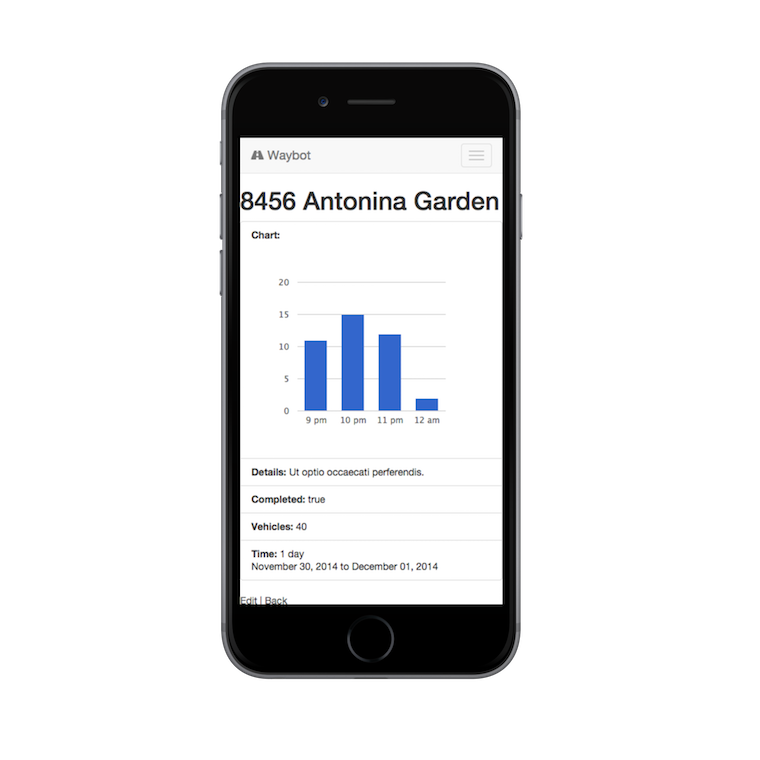 Waybot
8456 Antonina Garden
Chart:
20
15
10
5
0
9 pm 10 pm 11 pm 12 am
Details: Ut optio occaecati perferendis.
Completed: true
Vehicles: 40
Time: 1 day
November 30, 2014 to December 01, 2014
Edit | Back